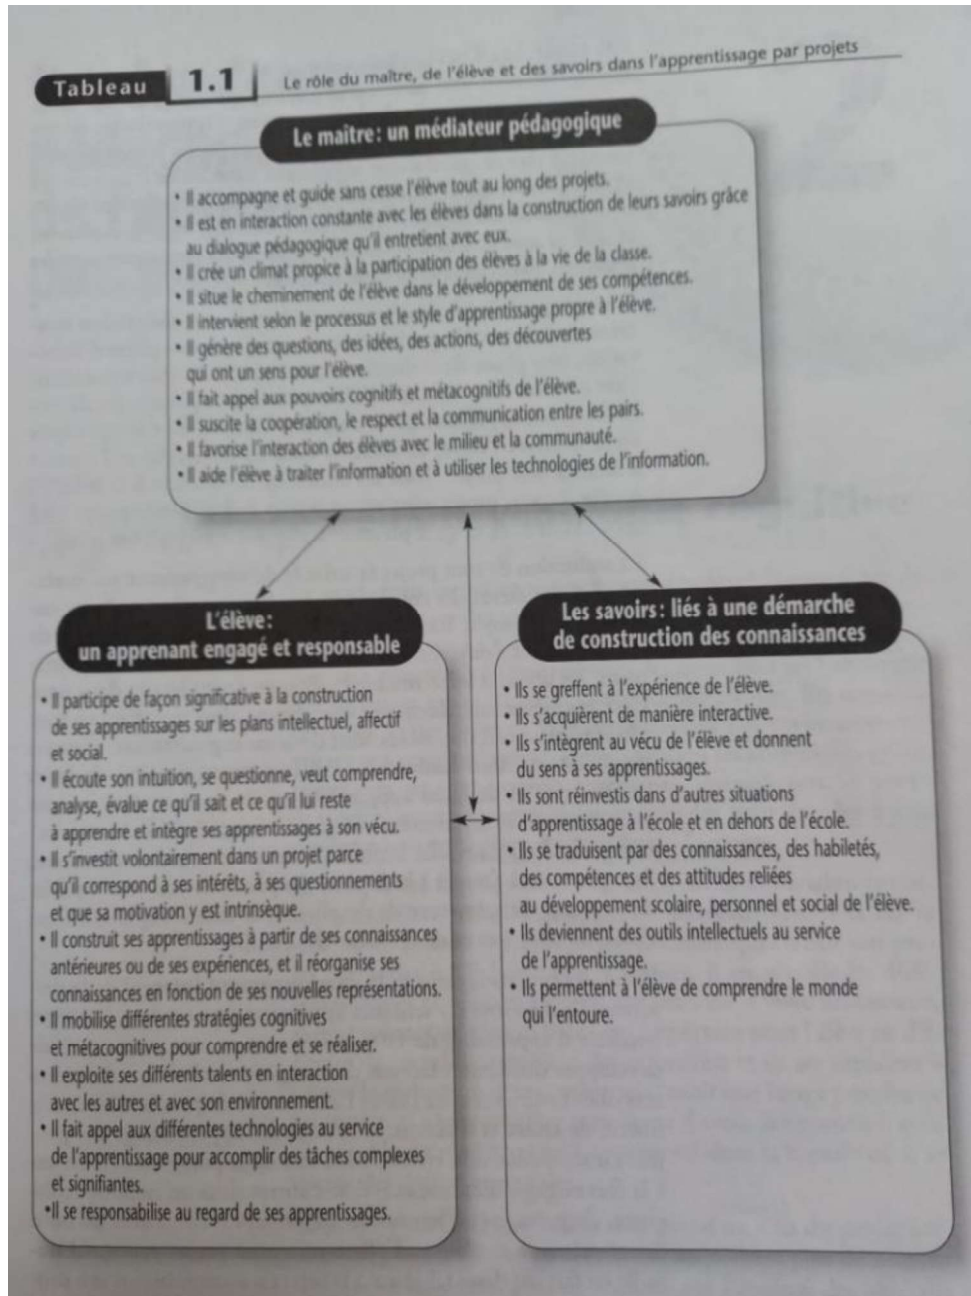 Tableau 1.1 Le rôle du maître, de l'élève et des savoirs dans l'apprentissage par projets
Le maître: un médiateur pédagogique
• Il accompagne et guide sans cesse l'élève tout au long des projets.
• Il est en interaction constante avec les élèves dans la construction de leurs savoirs grâce
au dialogue pédagogique qu'il entretient avec eux.
• Il crée un climat propice à la participation des élèves à la vie de la classe.
• Il situe le cheminement de l'élève dans le développement de ses compétences.
• Il intervient selon le processus et le style d'apprentissage propre à l'élève.
• Il génère des questions, des idées, des actions, des découvertes
qui ont un sens pour l'élève.
• Il fait appel aux pouvoirs cognitifs et métacognitifs de l'élève.
• Il suscite la coopération, le respect et la communication entre les pairs.
• Il favorise l'interaction des élèves avec le milieu et la communauté.
• Il aide l'élève à traiter l'information et à utiliser les technologies de l'information.
L'élève:
un apprenant engagé et responsable
• Il participe de façon significative à la construction
de ses apprentissages sur les plans intellectuel, affectif
et social.
• Il écoute son intuition, se questionne, veut comprendre,
analyse, évalue ce qu'il sait et ce qu'il lui reste
à apprendre et intègre ses apprentissages à son vécu.
• Il s'investit volontairement dans un projet parce
qu'il correspond à ses intérêts, à ses questionnements
et que sa motivation y est intrinsèque.
• Il construit ses apprentissages à partir de ses connaissances
antérieures ou de ses expériences, et il réorganise ses
connaissances en fonction de ses nouvelles représentations.
• Il mobilise différentes stratégies cognitives
et métacognitives pour comprendre et se réaliser.
• Il exploite ses différents talents en interaction
avec les autres et avec son environnement.
• Il fait appel aux différentes technologies au service
de l'apprentissage pour accomplir des tâches complexes
et signifiantes.
•Il se responsabilise au regard de ses apprentissages.
Les savoirs: liés à une démarche
de construction des connaissances
• Ils se greffent à l'expérience de l'élève.
• Ils s'acquièrent de manière interactive.
• Ils s'intègrent au vécu de l'élève et donnent
du sens à ses apprentissages.
• Ils sont réinvestis dans d'autres situations
d'apprentissage à l'école et en dehors de l'école.
• Ils se traduisent par des connaissances, des habiletés,
des compétences et des attitudes reliées
au développement scolaire, personnel et social de l'élève.
• Ils deviennent des outils intellectuels au service
de l'apprentissage.
• Ils permettent à l'élève de comprendre le monde
qui l'entoure.